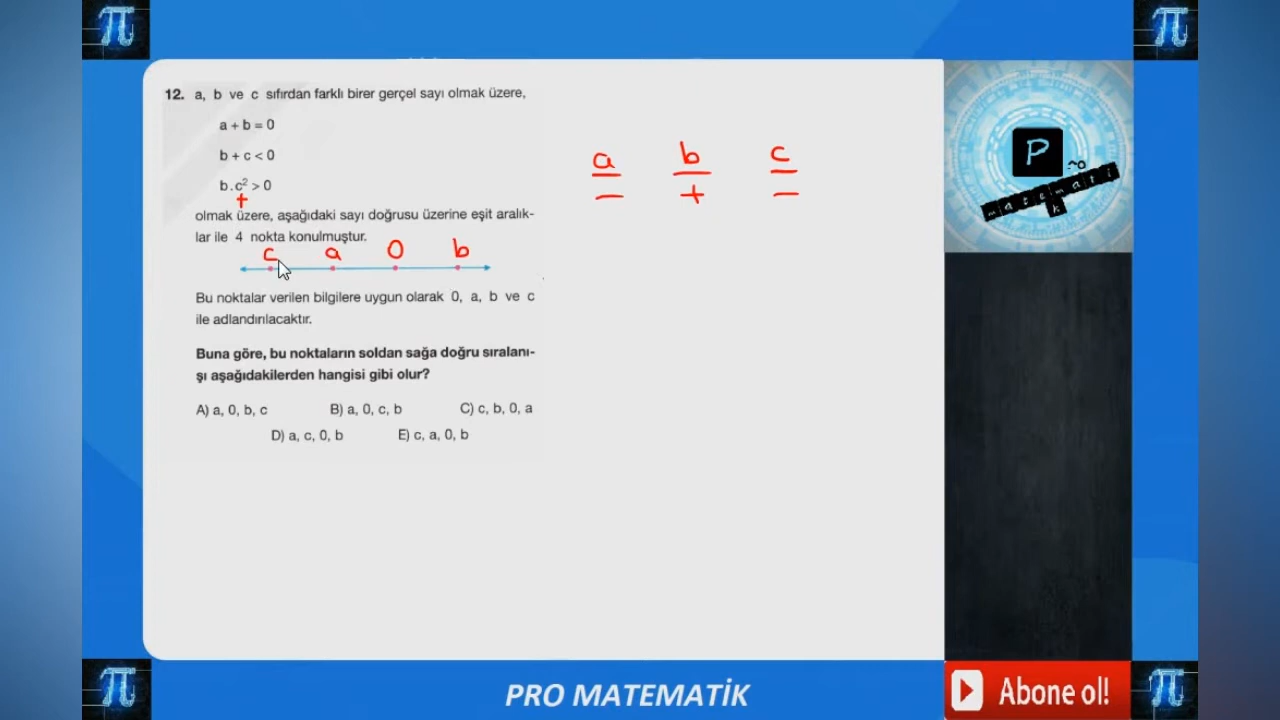 12. a, b ve c sıfırdan farklı birer gerçel sayı olmak üzere,
a + b = 0
b + c < 0
b.c² > 0
+
olmak üzere, aşağıdaki sayı doğrusu üzerine eşit aralık-
lar ile 4 nokta konulmuştur.
c a 0 b
Bu noktalar verilen bilgilere uygun olarak 0, a, b ve c
ile adlandırılacaktır.
Buna göre, bu noktaların soldan sağa doğru sıralanı-
şı aşağıdakilerden hangisi gibi olur?
A) a, 0, b, c B) a, 0, c, b C) c, b, 0, a
D) a, c, 0, b E) c, a, 0, b
a b c
− + −
P
matematik
PRO MATEMATİK
Abone ol!
π
π
π
π